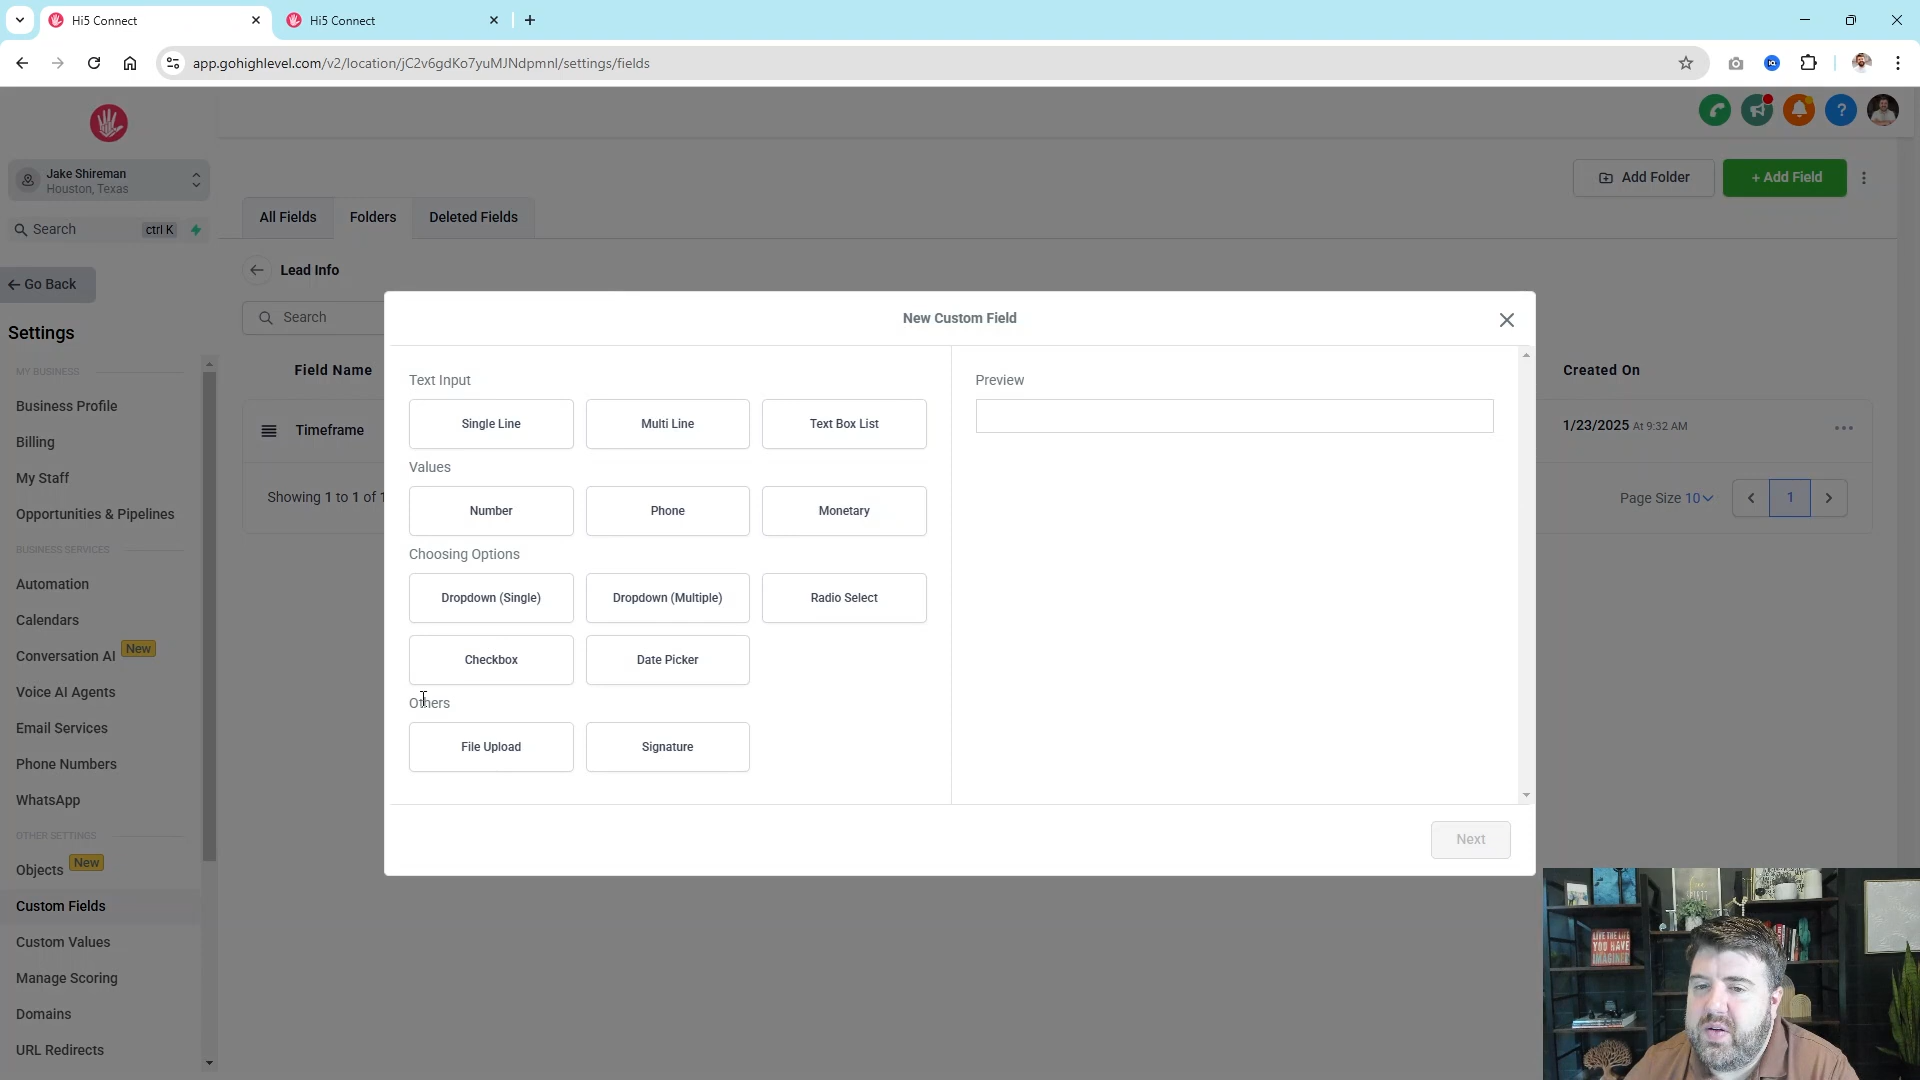 Hi5 Connect
Hi5 Connect
app.gohighlevel.com/v2/location/jC2v6gdKo7yuMJNdpmnl/settings/fields
Jake Shireman
Houston, Texas
Search ctrl K
Go Back
Settings
MY BUSINESS
Business Profile
Billing
My Staff
Opportunities & Pipelines
BUSINESS SERVICES
Automation
Calendars
Conversation AI New
Voice AI Agents
Email Services
Phone Numbers
WhatsApp
OTHER SETTINGS
Objects New
Custom Fields
Custom Values
Manage Scoring
Domains
URL Redirects
Add Folder
+ Add Field
All Fields Folders Deleted Fields
Lead Info
Search
Field Name
Created On
Timeframe
1/23/2025 At 9:32 AM
Showing 1 to 1 of 1
Page Size 10
1
New Custom Field
Text Input
Single Line Multi Line Text Box List
Values
Number Phone Monetary
Choosing Options
Dropdown (Single) Dropdown (Multiple) Radio Select
Checkbox Date Picker
Others
File Upload Signature
Preview
Next
LIVE THE LIFE
YOU HAVE
IMAGINED